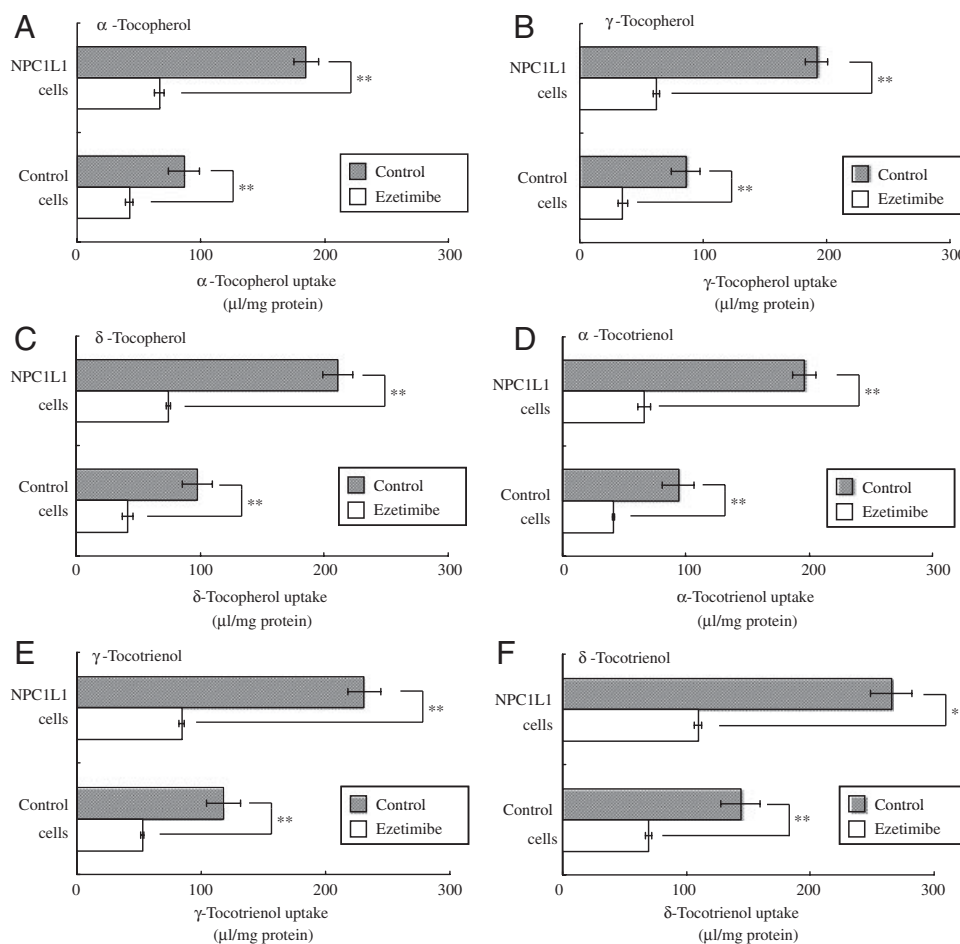 A
α -Tocopherol
NPC1L1
cells
**
Control
cells
**
Control
Ezetimibe
0 100 200 300
α -Tocopherol uptake
(μl/mg protein)
B
γ-Tocopherol
NPC1L1
cells
**
Control
cells
**
Control
Ezetimibe
0 100 200 300
γ-Tocopherol uptake
(μl/mg protein)
C
δ -Tocopherol
NPC1L1
cells
**
Control
cells
**
Control
Ezetimibe
0 100 200 300
δ-Tocopherol uptake
(μl/mg protein)
D
α -Tocotrienol
NPC1L1
cells
**
Control
cells
**
Control
Ezetimibe
0 100 200 300
α-Tocotrienol uptake
(μl/mg protein)
E
γ -Tocotrienol
NPC1L1
cells
**
Control
cells
**
Control
Ezetimibe
0 100 200 300
γ-Tocotrienol uptake
(μl/mg protein)
F
δ -Tocotrienol
NPC1L1
cells
*
Control
cells
**
Control
Ezetimibe
0 100 200 300
δ-Tocotrienol uptake
(μl/mg protein)